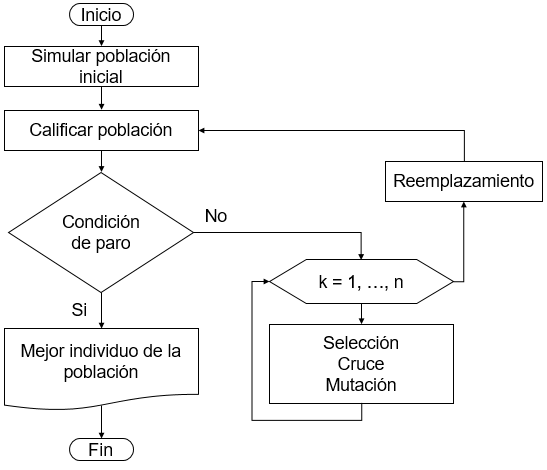 Inicio
Simular población
inicial
Calificar población
Reemplazamiento
Condición
de paro
No
k = 1, ..., n
Si
Selección
Cruce
Mutación
Mejor individuo de la
población
Fin